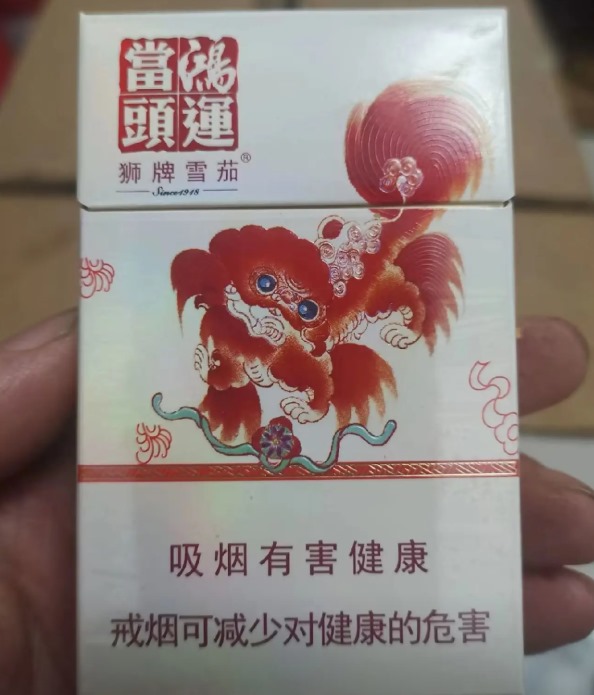 當鴻
頭運
狮牌雪茄®
Since1918
吸烟有害健康
戒烟可减少对健康的危害